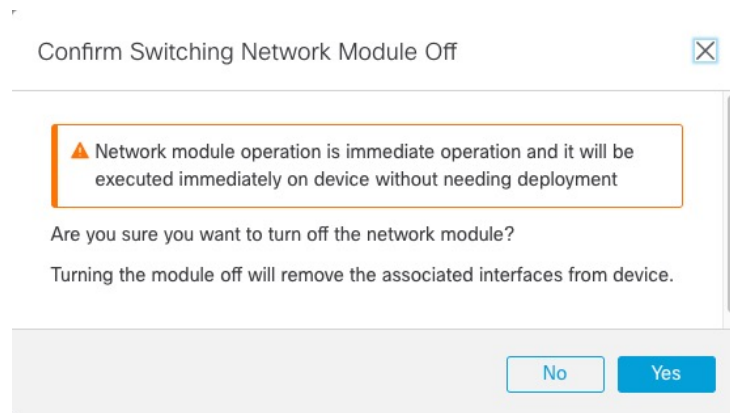 Confirm Switching Network Module Off
Network module operation is immediate operation and it will be
executed immediately on device without needing deployment
Are you sure you want to turn off the network module?
Turning the module off will remove the associated interfaces from device.
No
Yes